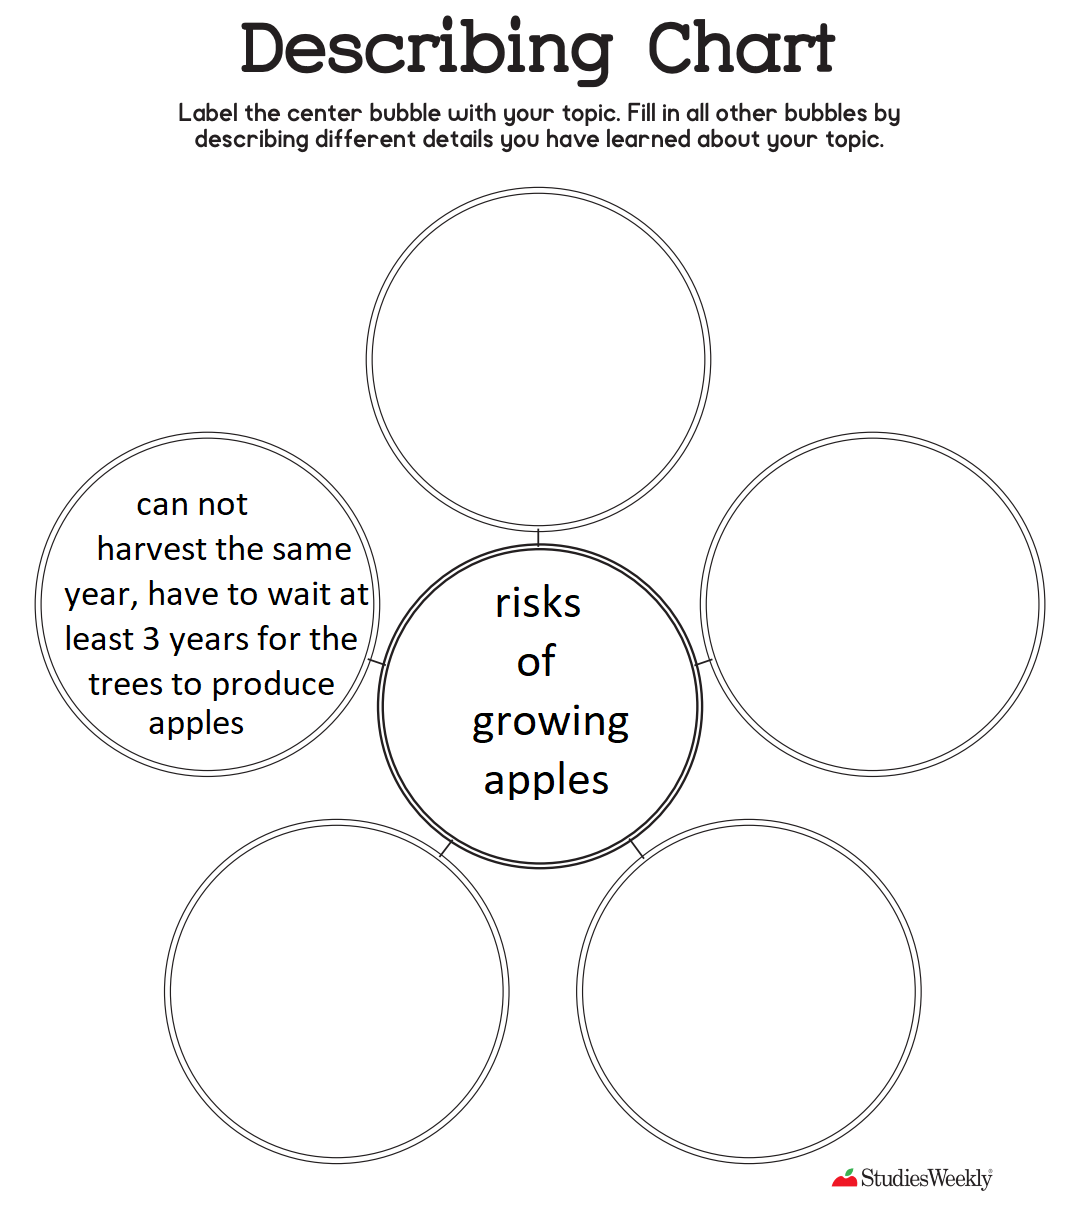 Describing Chart
Label the center bubble with your topic. Fill in all other bubbles by
describing different details you have learned about your topic.
can not
harvest the same
year, have to wait at
least 3 years for the
trees to produce
apples
risks
of
growing
apples
StudiesWeekly®